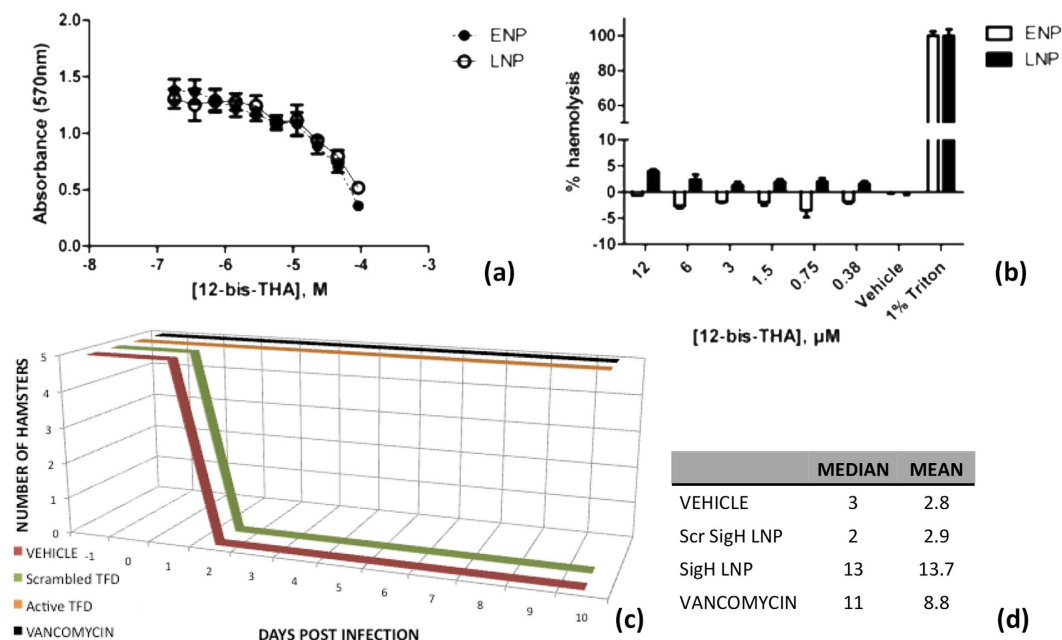 2.0
1.5
1.0
0.5
0.0
Absorbance (570nm)
-8 -7 -6 -5 -4 -3
[12-bis-THA], M
ENP
LNP
(a)
100
80
60
10
5
0
-5
-10
% haemolysis
12 6 3 1.5 0.75 0.38 Vehicle 1% Triton
[12-bis-THA], µM
ENP
LNP
(b)
NUMBER OF HAMSTERS
5
4
3
2
1
0
-1 0 1 2 3 4 5 6 7 8 9 10
DAYS POST INFECTION
VEHICLE
Scrambled TFD
Active TFD
VANCOMYCIN
(c)
MEDIAN MEAN
VEHICLE 3 2.8
Scr SigH LNP 2 2.9
SigH LNP 13 13.7
VANCOMYCIN 11 8.8
(d)